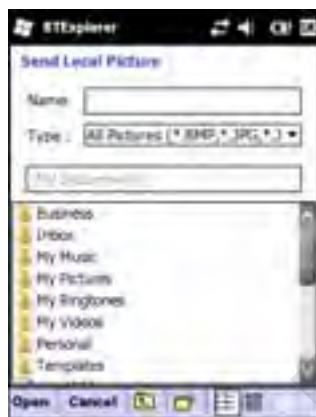 BTExplorer
Send Local Picture
Name:
Type : All Pictures (*.BMP,*.JPG,*.)
My Documents
Business
Inbox
My Music
My Pictures
My Ringtones
My Videos
Personal
Templates
Open Cancel